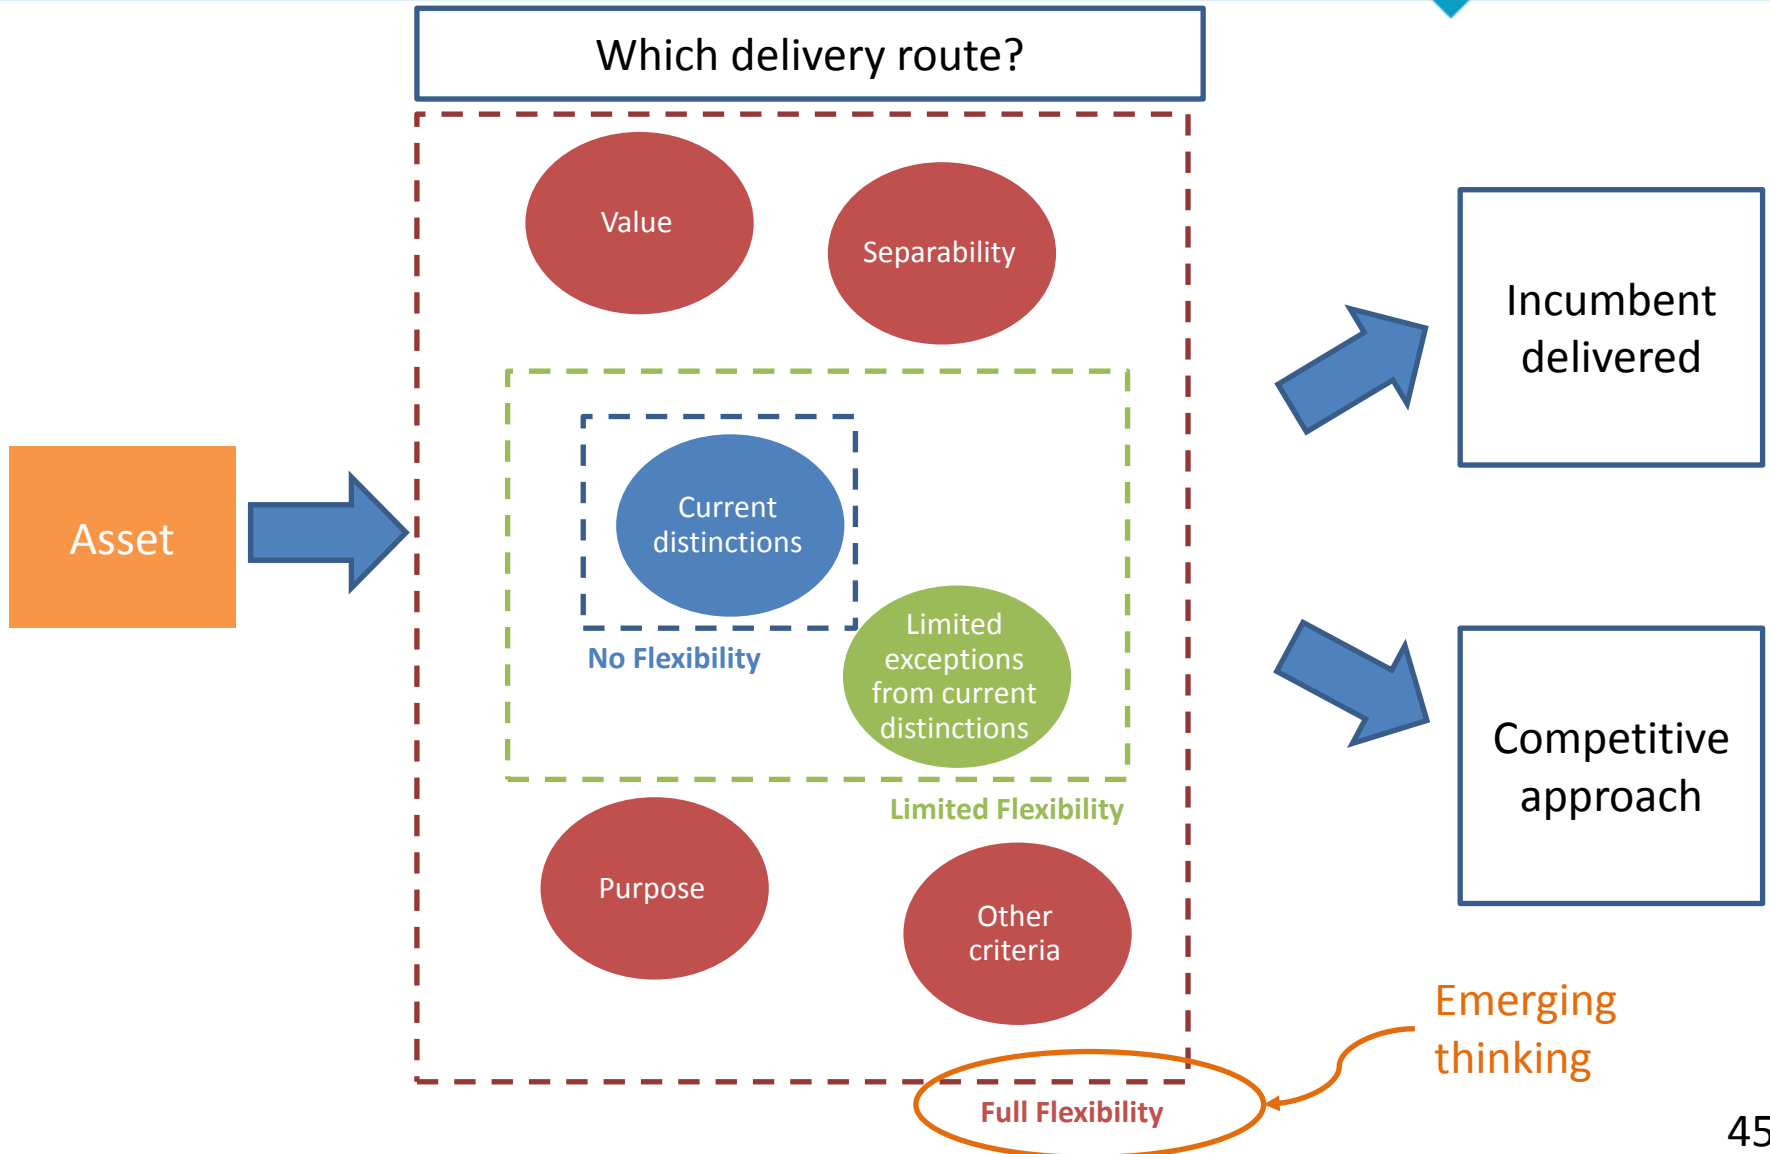 Which delivery route?
Value
Separability
Incumbent
delivered
Asset
Current
distinctions
No Flexibility
Limited
exceptions
from current
distinctions
Limited Flexibility
Competitive
approach
Purpose
Other
criteria
Emerging
thinking
Full Flexibility
45